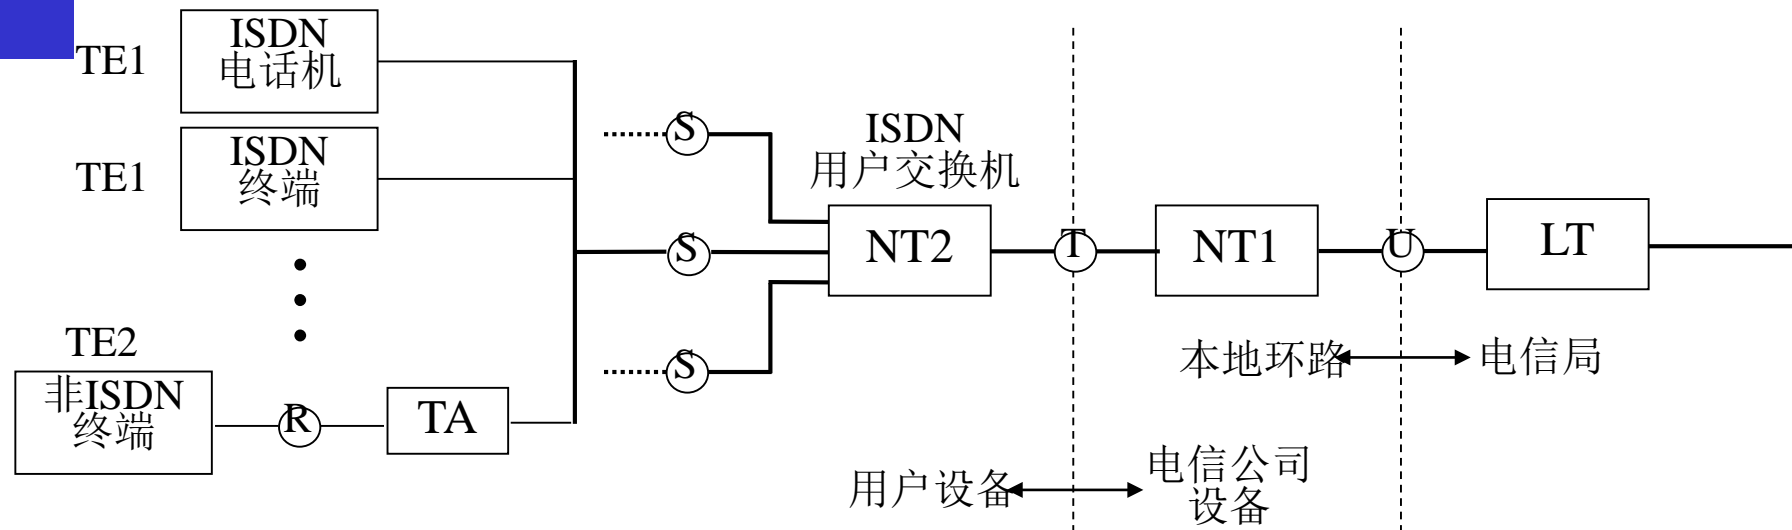 TE1
ISDN
电话机
TE1
ISDN
终端
TE2
非ISDN
终端
R
TA
S
S
S
ISDN
用户交换机
NT2
T
NT1
U
LT
本地环路
电信局
用户设备
电信公司
设备